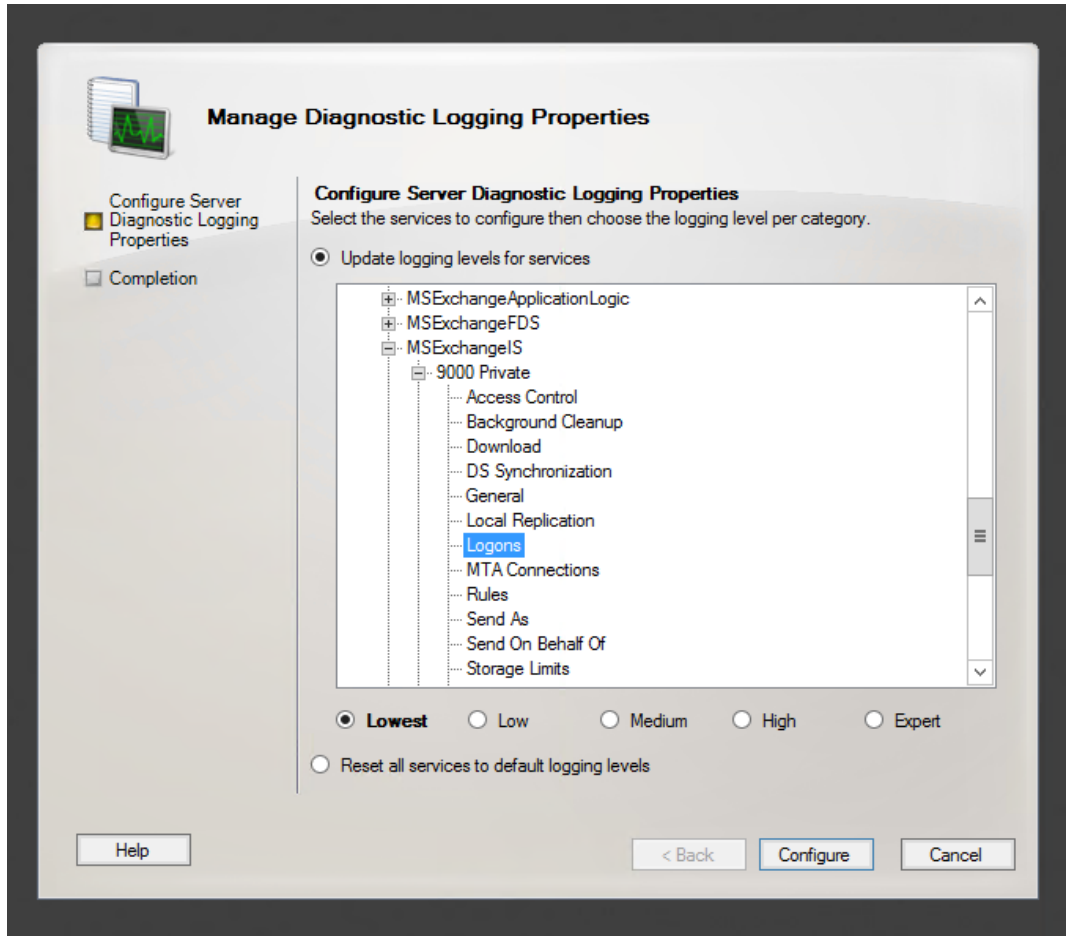 Manage Diagnostic Logging Properties
Configure Server
Diagnostic Logging
Properties
Completion
Configure Server Diagnostic Logging Properties
Select the services to configure then choose the logging level per category.
Update logging levels for services
MSExchangeApplicationLogic
MSExchangeFDS
MSExchangeIS
9000 Private
Access Control
Background Cleanup
Download
DS Synchronization
General
Local Replication
Logons
MTA Connections
Rules
Send As
Send On Behalf Of
Storage Limits
Lowest Low Medium High Expert
Reset all services to default logging levels
Help < Back Configure Cancel